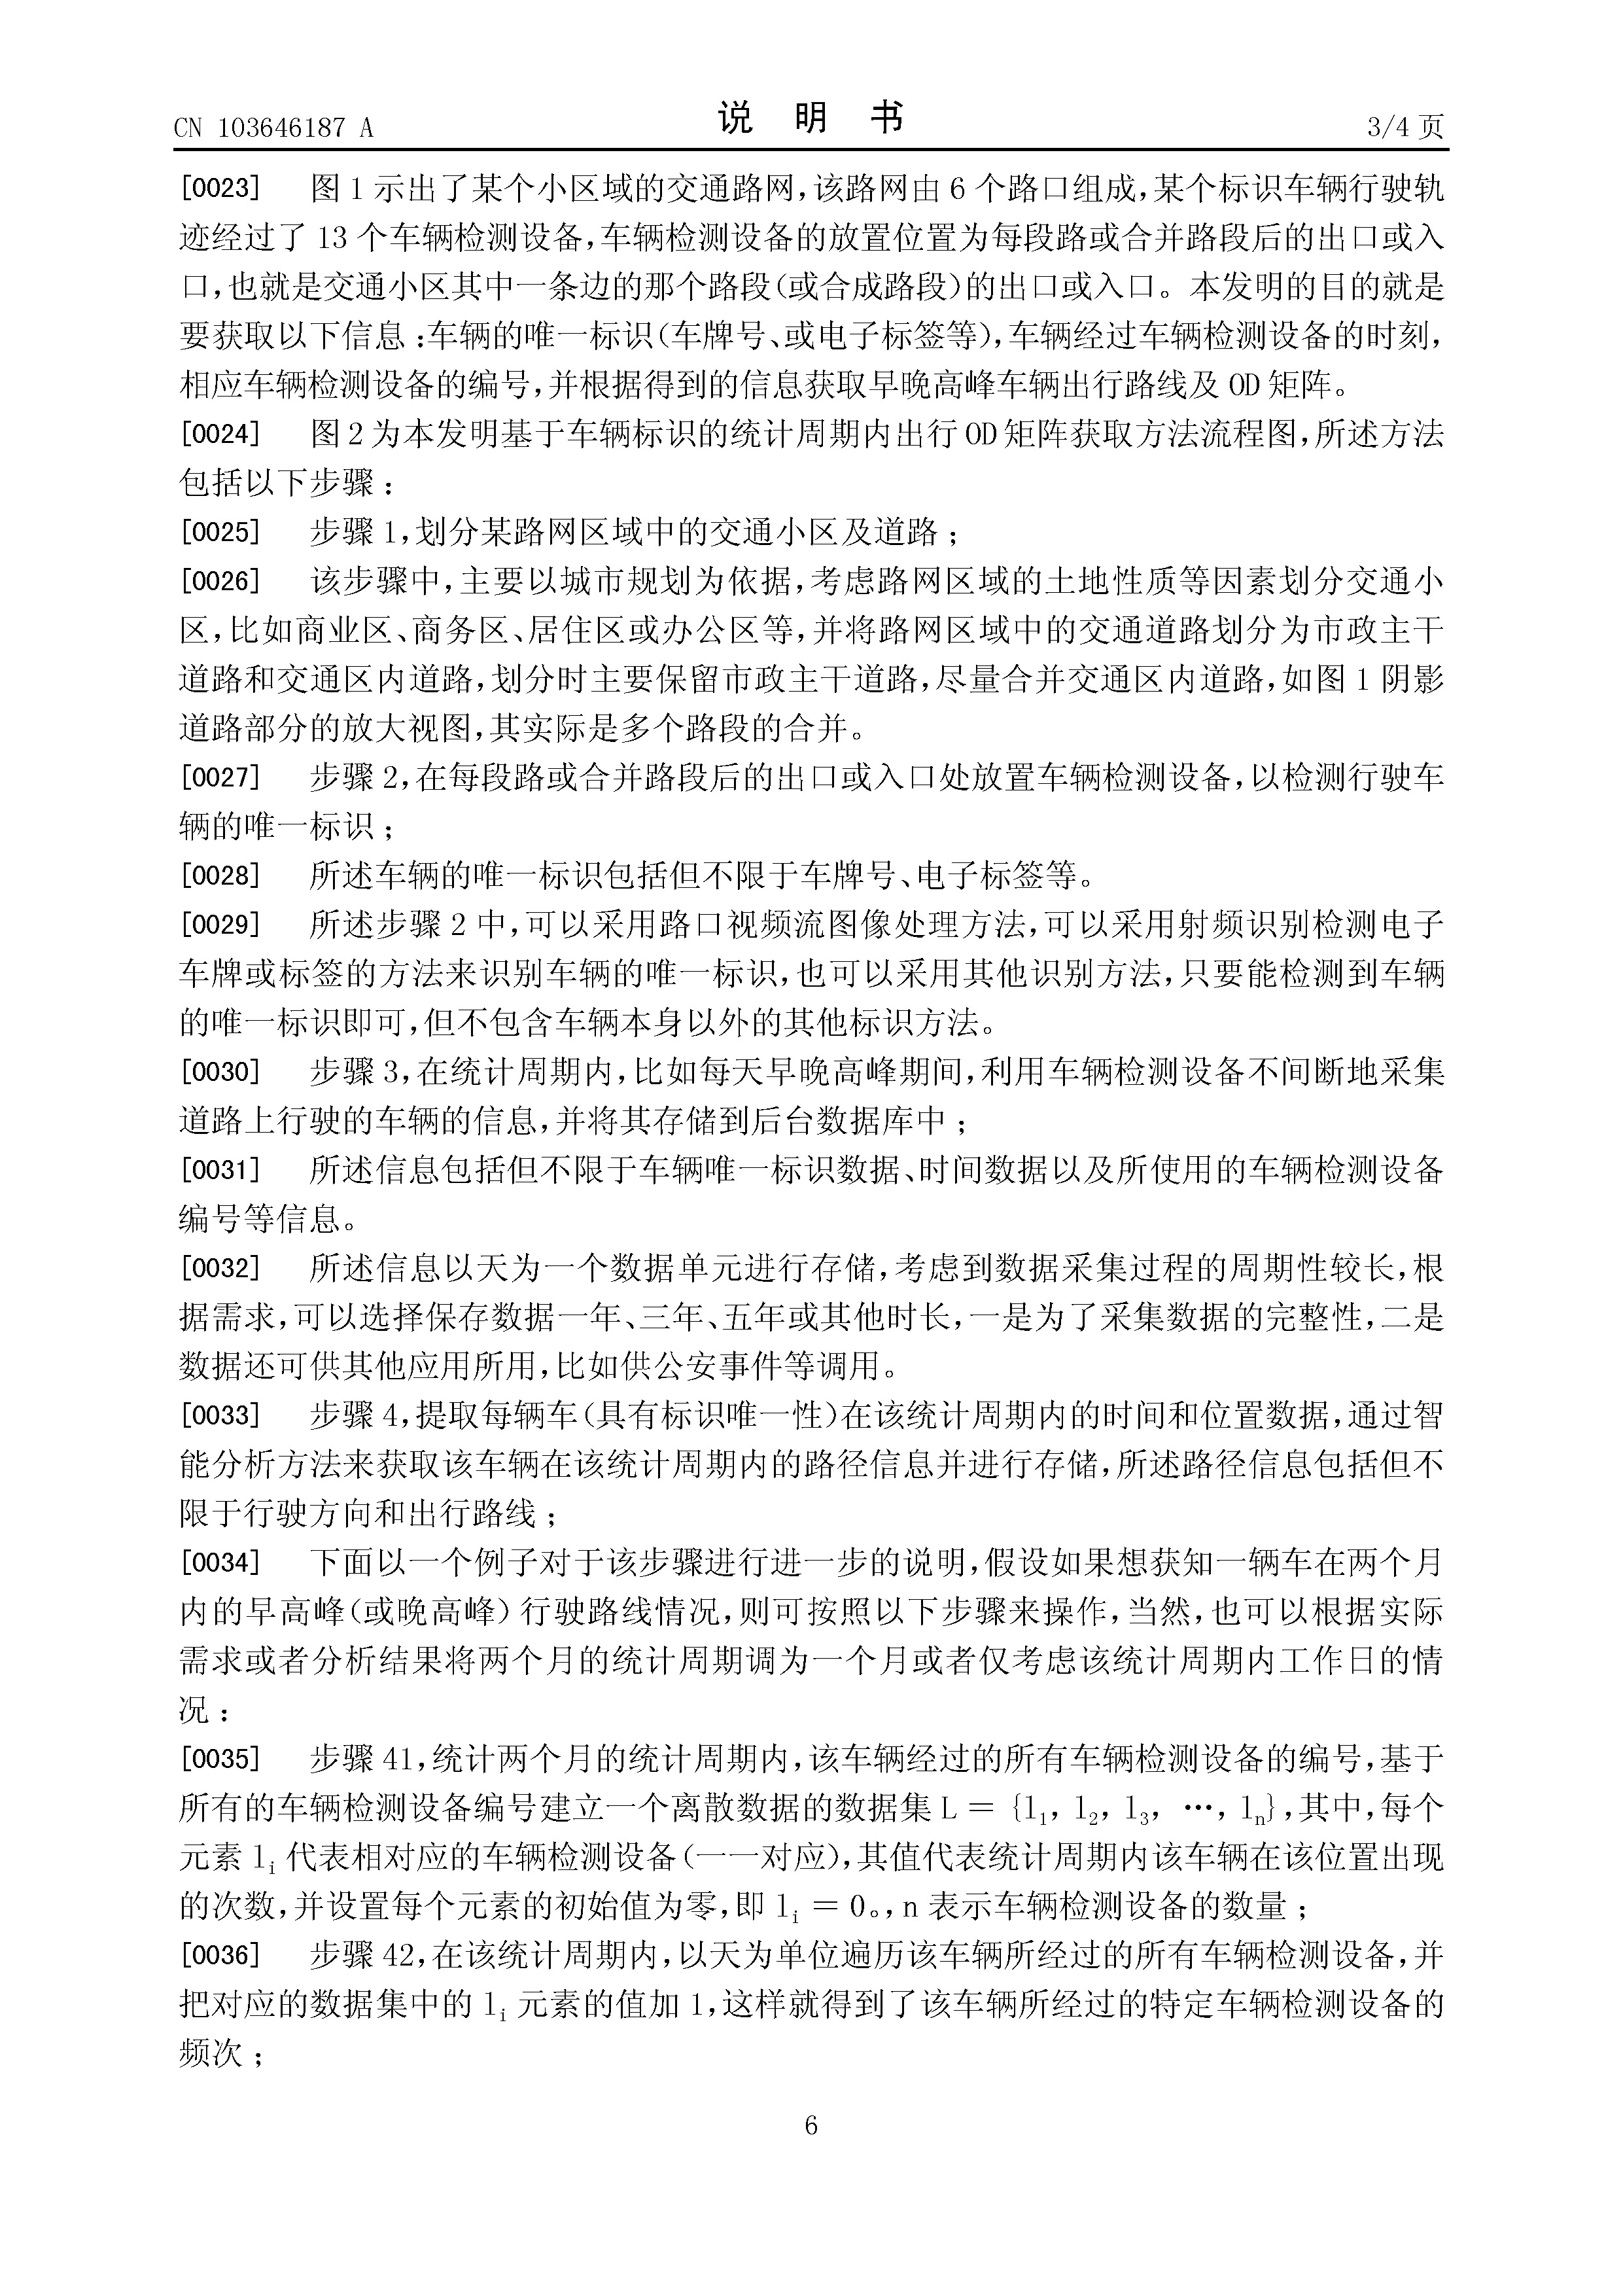 CN 103646187 A
说 明 书
3/4 页
[0023] 图 1 示出了某个小区域的交通路网,该路网由 6 个路口组成,某个标识车辆行驶轨
迹经过了 13 个车辆检测设备,车辆检测设备的放置位置为每段路或合并路段后的出口或入
口,也就是交通小区其中一条边的那个路段(或合成路段)的出口或入口。本发明的目的就是
要获取以下信息:车辆的唯一标识(车牌号、或电子标签等),车辆经过车辆检测设备的时刻,
相应车辆检测设备的编号,并根据得到的信息获取早晚高峰车辆出行路线及 OD 矩阵。
[0024] 图 2 为本发明基于车辆标识的统计周期内出行 OD 矩阵获取方法流程图,所述方法
包括以下步骤:
[0025] 步骤 1,划分某路网区域中的交通小区及道路;
[0026] 该步骤中,主要以城市规划为依据,考虑路网区域的土地性质等因素划分交通小
区,比如商业区、商务区、居住区或办公区等,并将路网区域中的交通道路划分为市政主干
道路和交通区内道路,划分时主要保留市政主干道路,尽量合并交通区内道路,如图 1 阴影
道路部分的放大视图,其实际是多个路段的合并。
[0027] 步骤 2,在每段路或合并路段后的出口或入口处放置车辆检测设备,以检测行驶车
辆的唯一标识;
[0028] 所述车辆的唯一标识包括但不限于车牌号、电子标签等。
[0029] 所述步骤 2 中,可以采用路口视频流图像处理方法,可以采用射频识别检测电子
车牌或标签的方法来识别车辆的唯一标识,也可以采用其他识别方法,只要能检测到车辆
的唯一标识即可,但不包含车辆本身以外的其他标识方法。
[0030] 步骤 3,在统计周期内,比如每天早晚高峰期间,利用车辆检测设备不间断地采集
道路上行驶的车辆的信息,并将其存储到后台数据库中;
[0031] 所述信息包括但不限于车辆唯一标识数据、时间数据以及所使用的车辆检测设备
编号等信息。
[0032] 所述信息以天为一个数据单元进行存储,考虑到数据采集过程的周期性较长,根
据需求,可以选择保存数据一年、三年、五年或其他时长,一是为了采集数据的完整性,二是
数据还可供其他应用所用,比如供公安事件等调用。
[0033] 步骤 4,提取每辆车(具有标识唯一性)在该统计周期内的时间和位置数据,通过智
能分析方法来获取该车辆在该统计周期内的路径信息并进行存储,所述路径信息包括但不
限于行驶方向和出行路线;
[0034] 下面以一个例子对于该步骤进行进一步的说明,假设如果想获知一辆车在两个月
内的早高峰(或晚高峰) 行驶路线情况,则可按照以下步骤来操作,当然,也可以根据实际
需求或者分析结果将两个月的统计周期调为一个月或者仅考虑该统计周期内工作日的情
况:
[0035] 步骤 41,统计两个月的统计周期内,该车辆经过的所有车辆检测设备的编号,基于
所有的车辆检测设备编号建立一个离散数据的数据集 L = {l₁, l₂, l₃, …, lₙ},其中,每个
元素 lᵢ 代表相对应的车辆检测设备(一一对应),其值代表统计周期内该车辆在该位置出现
的次数,并设置每个元素的初始值为零,即 lᵢ = 0。,n 表示车辆检测设备的数量;
[0036] 步骤 42,在该统计周期内,以天为单位遍历该车辆所经过的所有车辆检测设备,并
把对应的数据集中的 lᵢ 元素的值加 1,这样就得到了该车辆所经过的特定车辆检测设备的
频次;
6